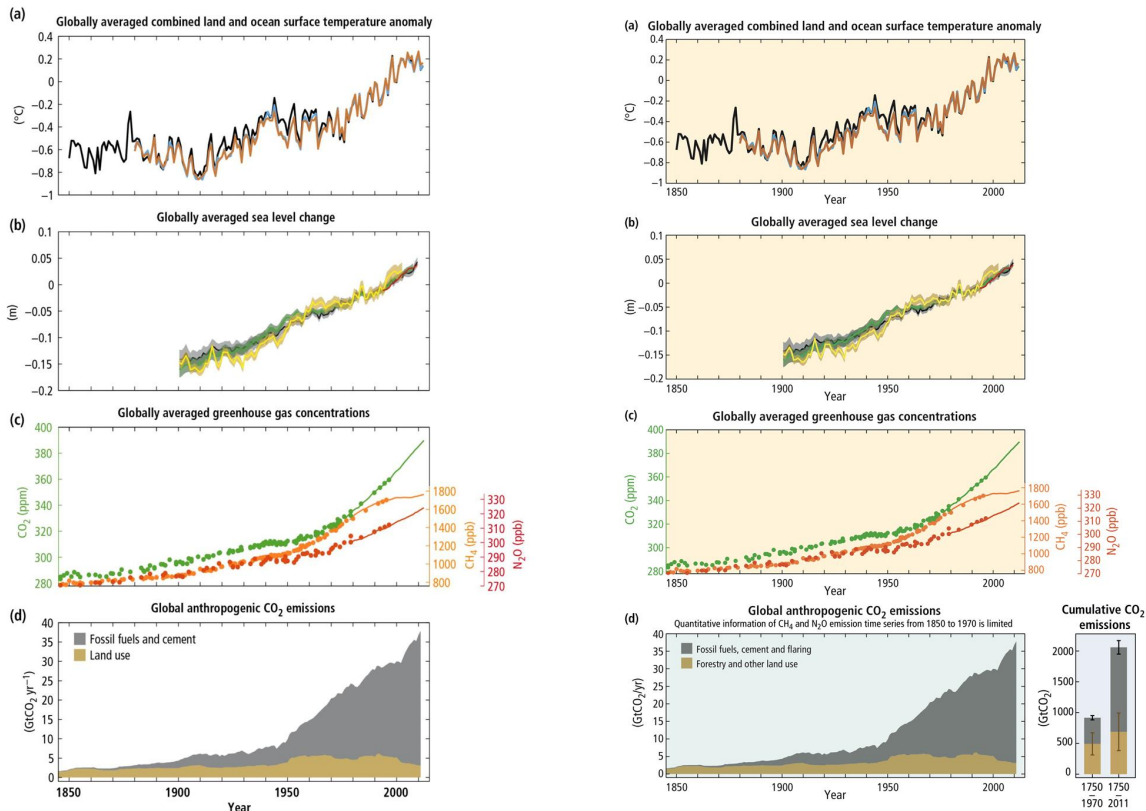 (a)
Globally averaged combined land and ocean surface temperature anomaly
0.4
0.2
0
−0.2
−0.4
−0.6
−0.8
−1
(°C)
(b)
Globally averaged sea level change
0.1
0.05
0
−0.05
−0.1
−0.15
−0.2
(m)
(c)
Globally averaged greenhouse gas concentrations
400
380
360
340
320
300
280
CO2 (ppm)
1800
1600
1400
1200
1000
800
CH4 (ppb)
330
320
310
300
290
280
270
N2O (ppb)
(d)
Global anthropogenic CO2 emissions
40
35
30
25
20
15
10
5
0
(GtCO2 yr−1)
Fossil fuels and cement
Land use
1850 1900 1950 2000
Year
(a)
Globally averaged combined land and ocean surface temperature anomaly
0.4
0.2
0
−0.2
−0.4
−0.6
−0.8
−1
(°C)
1850 1900 1950 2000
Year
(b)
Globally averaged sea level change
0.1
0.05
0
−0.05
−0.1
−0.15
−0.2
(m)
1850 1900 1950 2000
Year
(c)
Globally averaged greenhouse gas concentrations
400
380
360
340
320
300
280
CO2 (ppm)
1800
1600
1400
1200
1000
800
CH4 (ppb)
330
320
310
300
290
280
270
N2O (ppb)
1850 1900 1950 2000
Year
(d)
Global anthropogenic CO2 emissions
Quantitative information of CH4 and N2O emission time series from 1850 to 1970 is limited
40
35
30
25
20
15
10
5
0
(GtCO2/yr)
Fossil fuels, cement and flaring
Forestry and other land use
1850 1900 1950 2000
Year
Cumulative CO2
emissions
2000
1500
1000
500
0
(GtCO2)
1750 – 1970
1750 – 2011